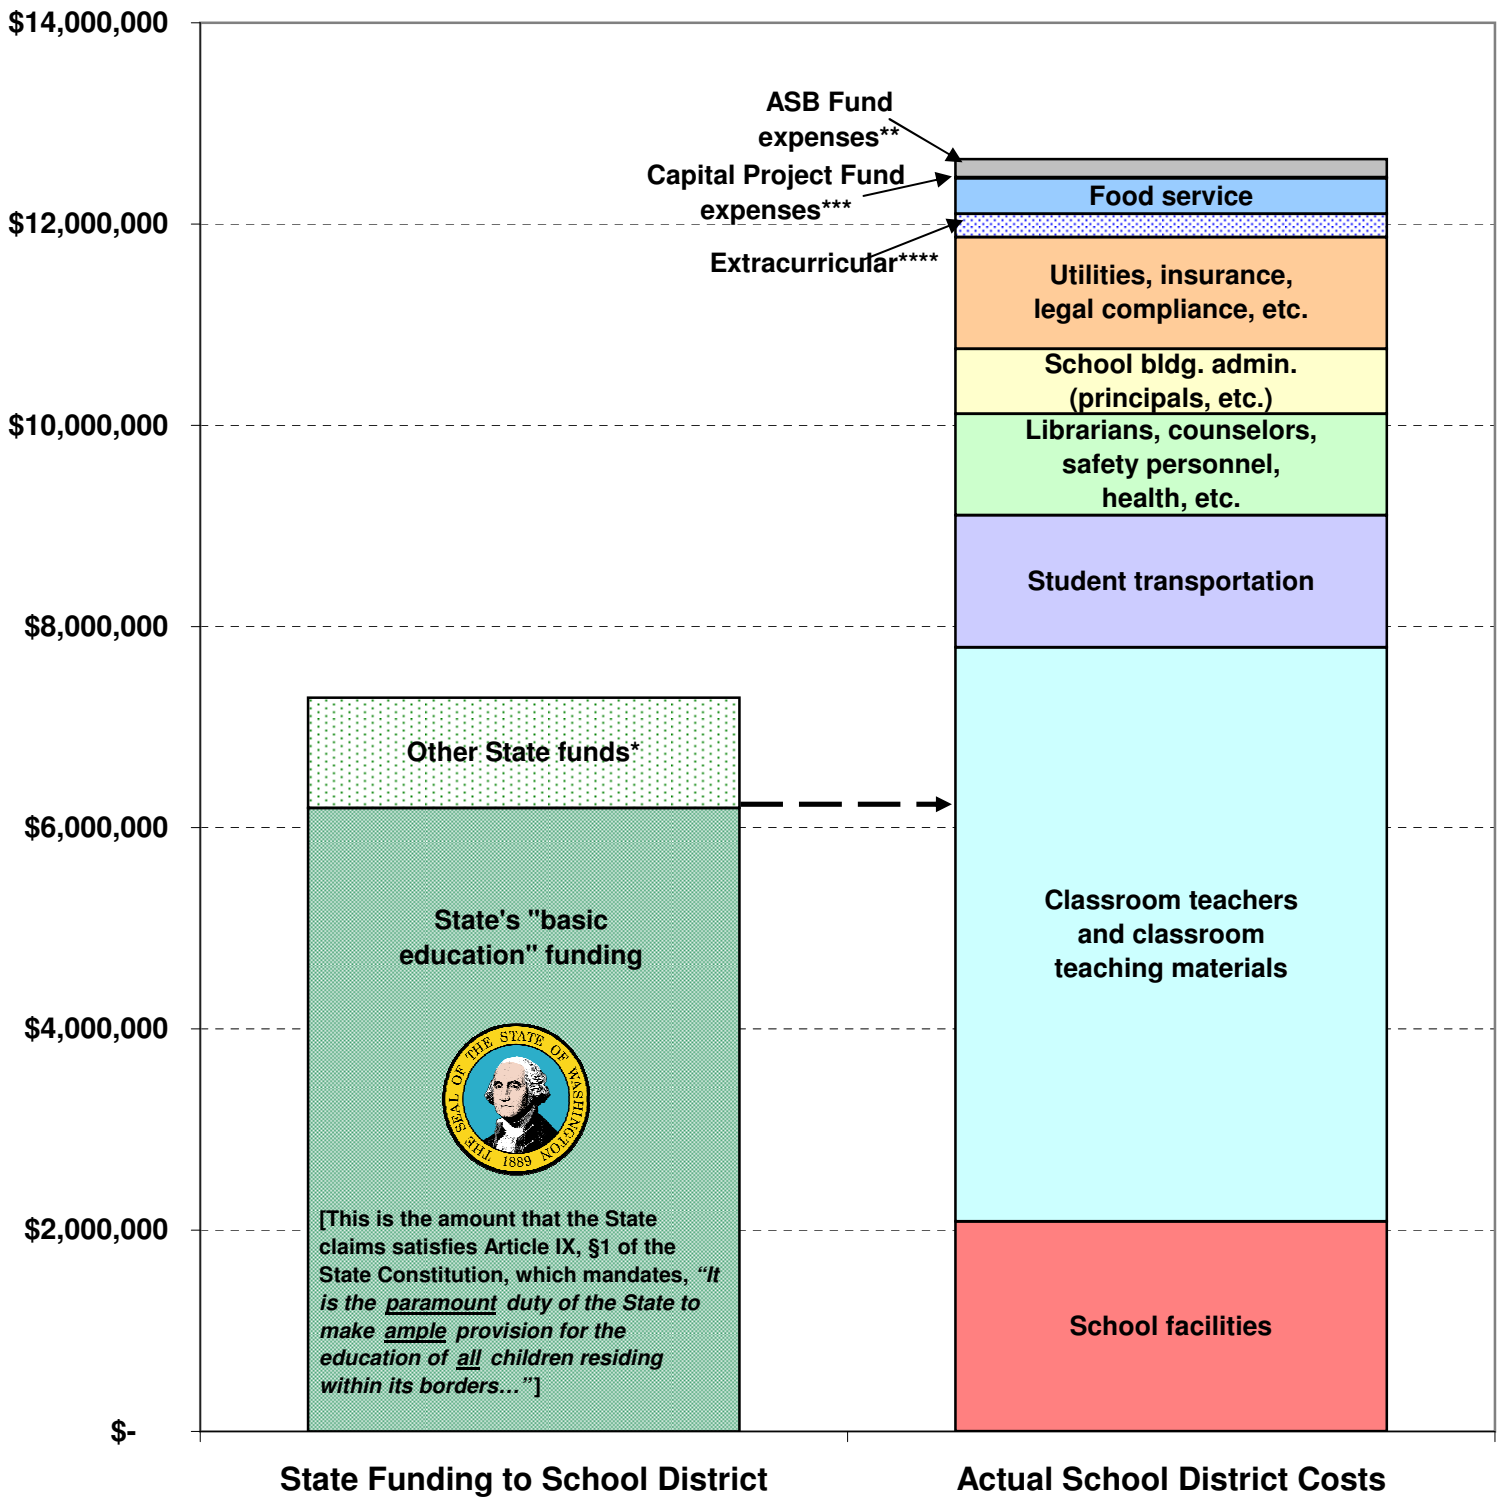 $14,000,000
$12,000,000
$10,000,000
$8,000,000
$6,000,000
$4,000,000
$2,000,000
$-
ASB Fund
expenses**
Capital Project Fund
expenses***
Extracurricular****
Food service
Utilities, insurance,
legal compliance, etc.
School bldg. admin.
(principals, etc.)
Librarians, counselors,
safety personnel,
health, etc.
Student transportation
Classroom teachers
and classroom
teaching materials
School facilities
Other State funds*
State's "basic
education" funding
THE SEAL OF THE STATE OF WASHINGTON
1889
[This is the amount that the State
claims satisfies Article IX, §1 of the
State Constitution, which mandates, “It
is the paramount duty of the State to
make ample provision for the
education of all children residing
within its borders…”]
State Funding to School District
Actual School District Costs